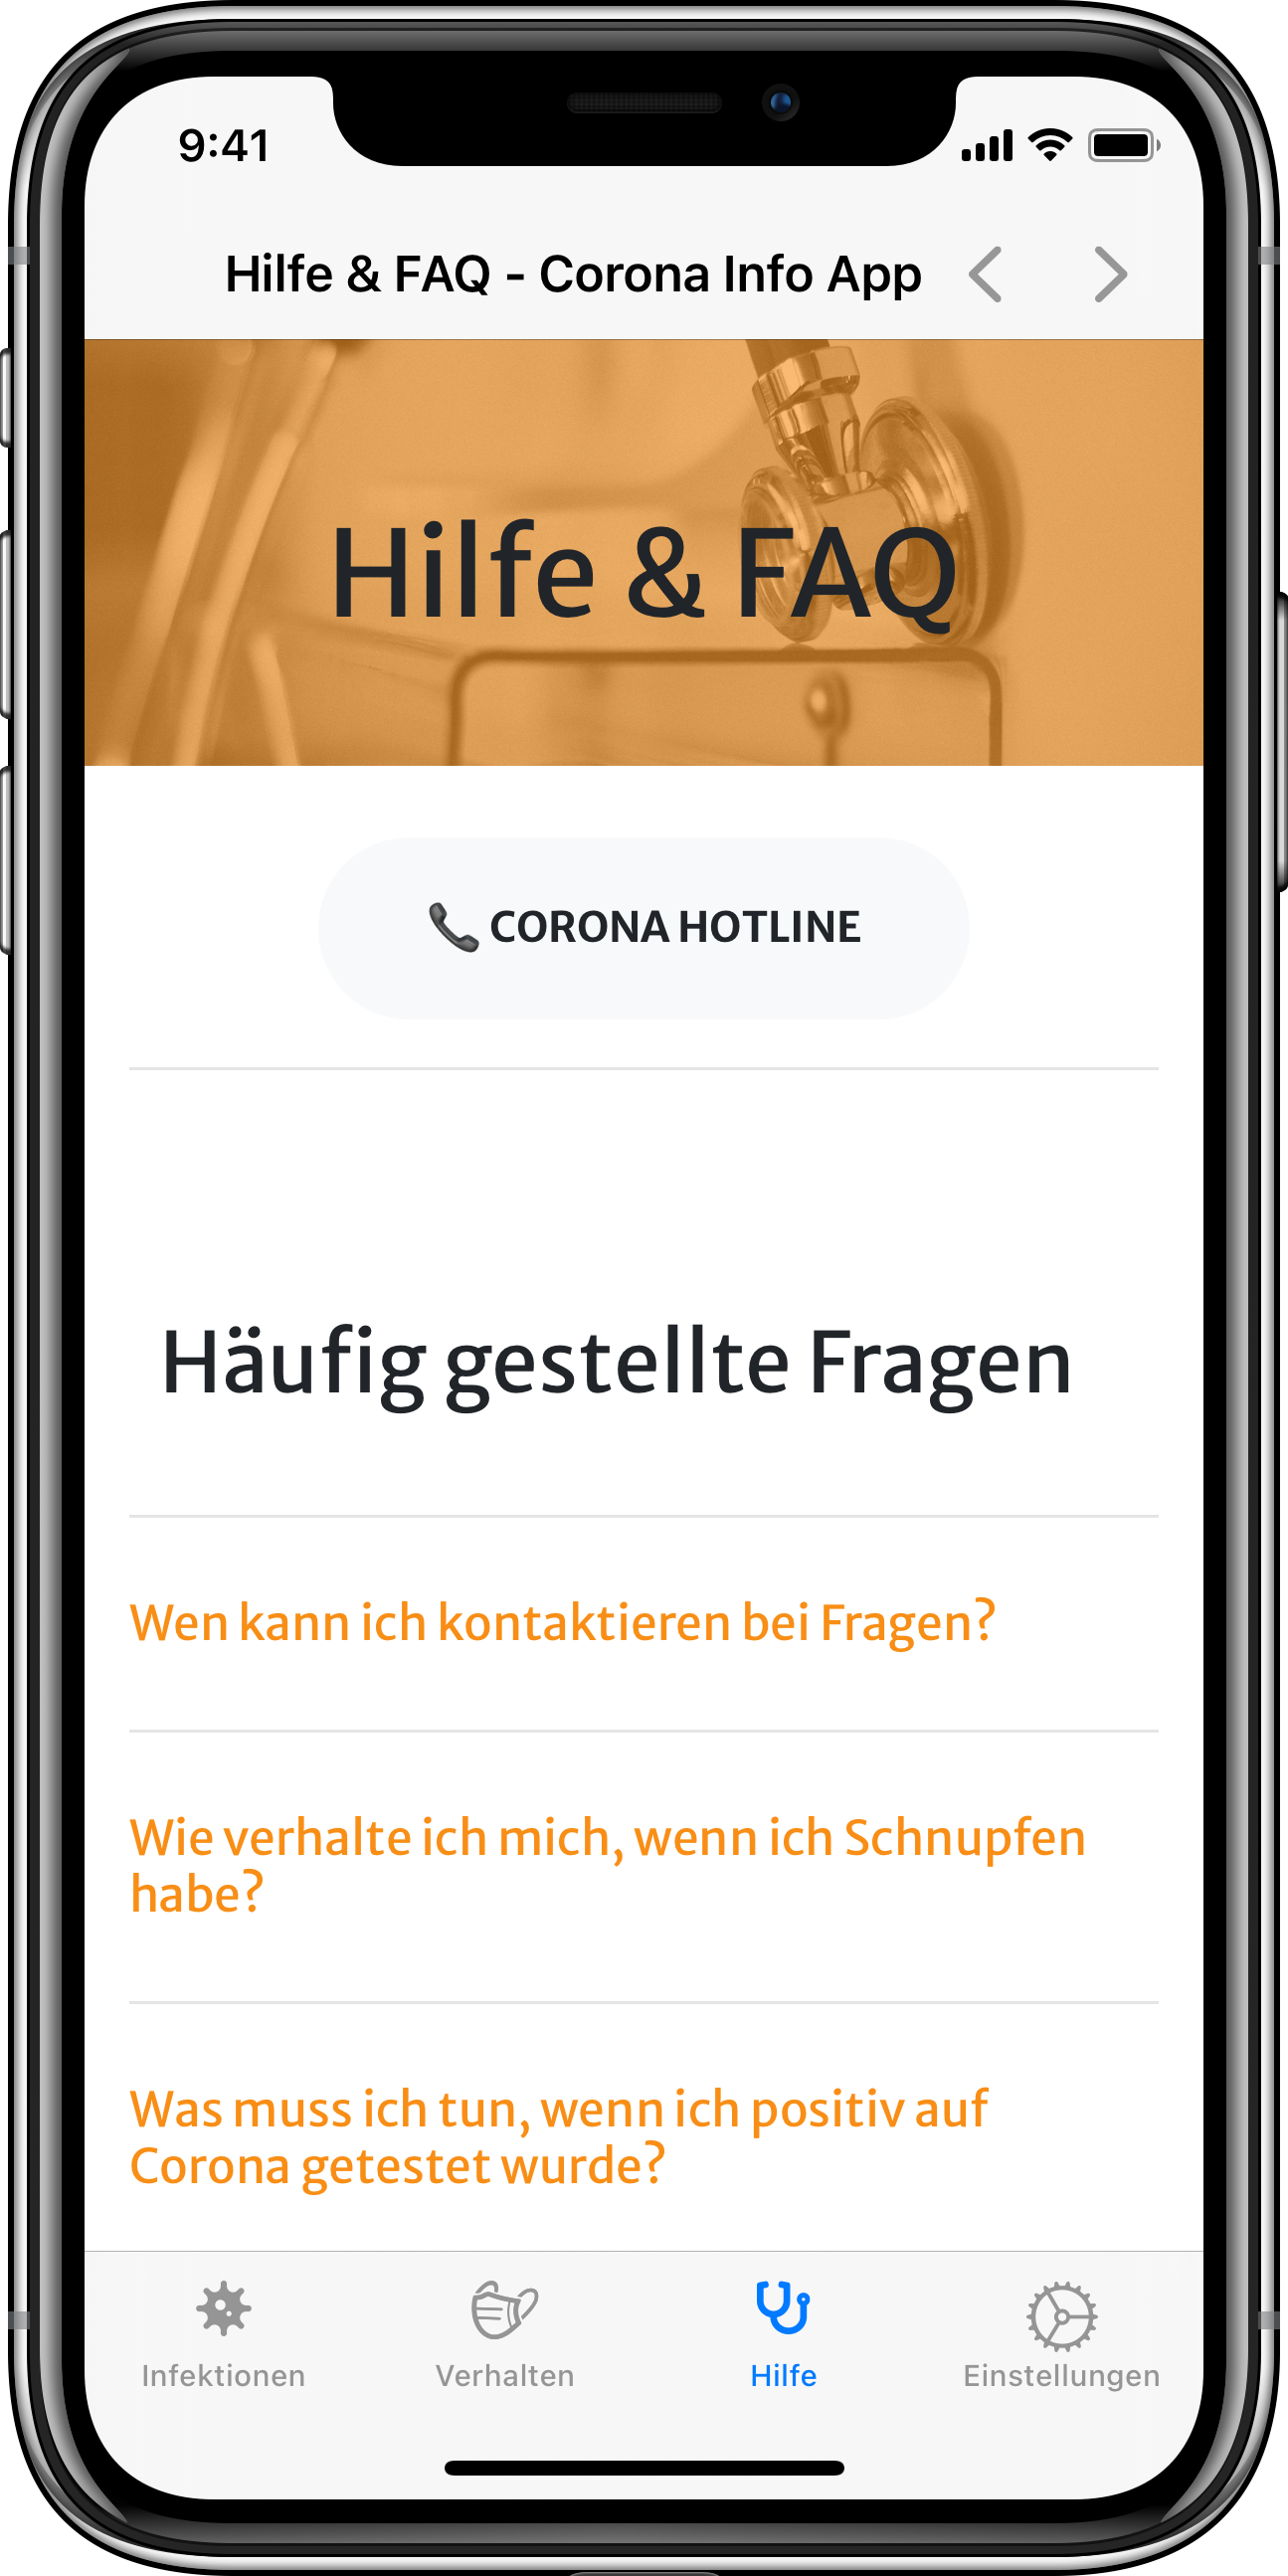 9:41
Hilfe & FAQ - Corona Info App
Hilfe & FAQ
CORONA HOTLINE
Häufig gestellte Fragen
Wen kann ich kontaktieren bei Fragen?
Wie verhalte ich mich, wenn ich Schnupfen
habe?
Was muss ich tun, wenn ich positiv auf
Corona getestet wurde?
Infektionen Verhalten Hilfe Einstellungen